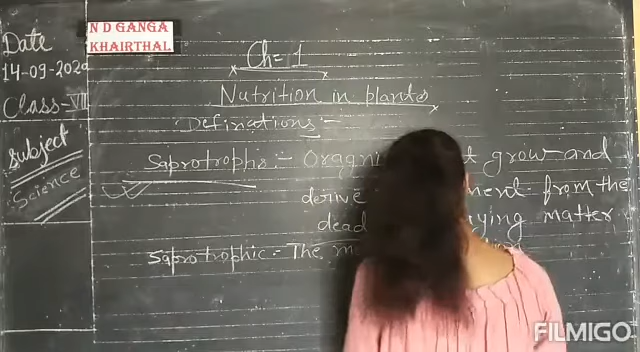 N D GANGA
KHAIRTHAL
Date
14-09-2020
Class-VII
Subject
Science
Ch=1
Nutrition in plants
Definations:-
Saprotrophs:- grow and
derive from the
dead matter
Saprotrophic:- The
FILMIGO